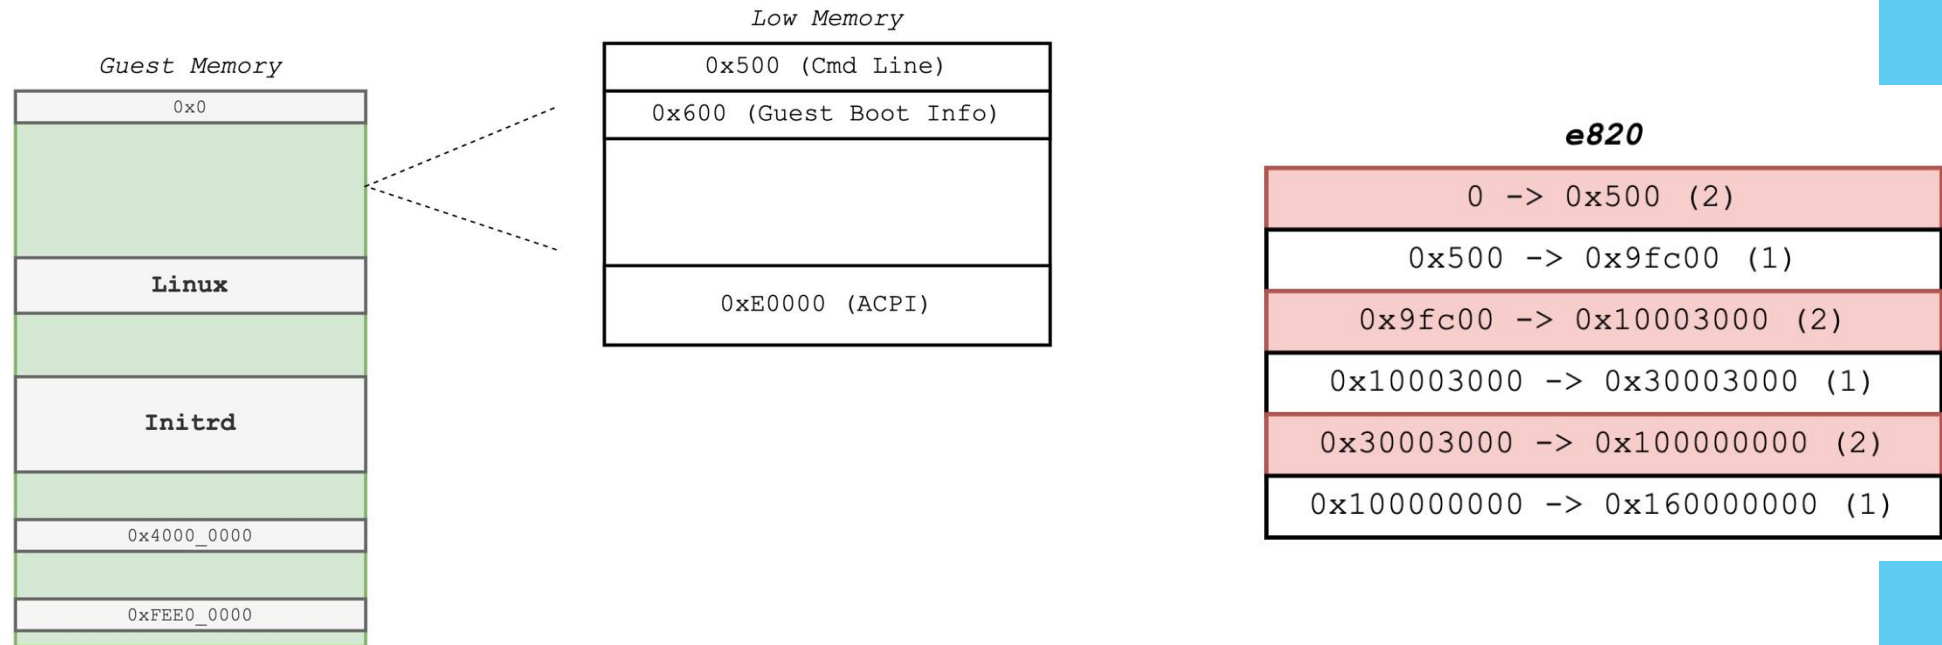 Low Memory
0x500 (Cmd Line)
0x600 (Guest Boot Info)
0xE0000 (ACPI)
Guest Memory
0x0
Linux
Initrd
0x4000_0000
0xFEE0_0000
e820
0 -> 0x500 (2)
0x500 -> 0x9fc00 (1)
0x9fc00 -> 0x10003000 (2)
0x10003000 -> 0x30003000 (1)
0x30003000 -> 0x100000000 (2)
0x100000000 -> 0x160000000 (1)